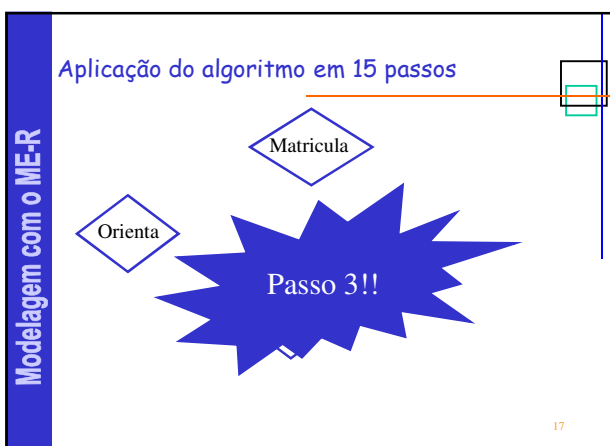 Aplicação do algoritmo em 15 passos
Modelagem com o ME-R
Matricula
Orienta
Passo 3!!
17